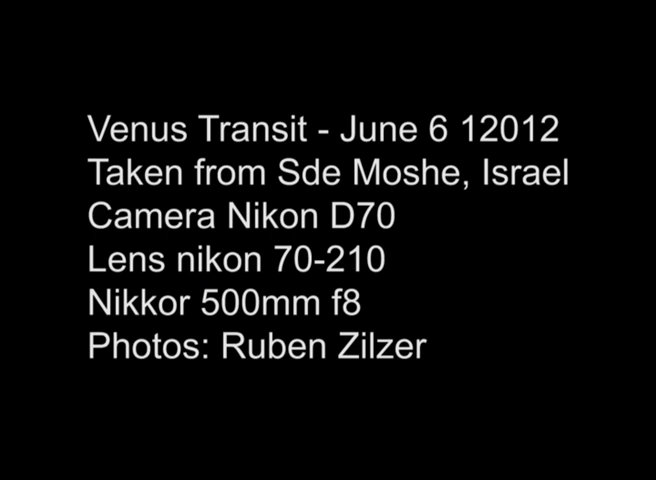 Venus Transit - June 6 12012
Taken from Sde Moshe, Israel
Camera Nikon D70
Lens nikon 70-210
Nikkor 500mm f8
Photos: Ruben Zilzer